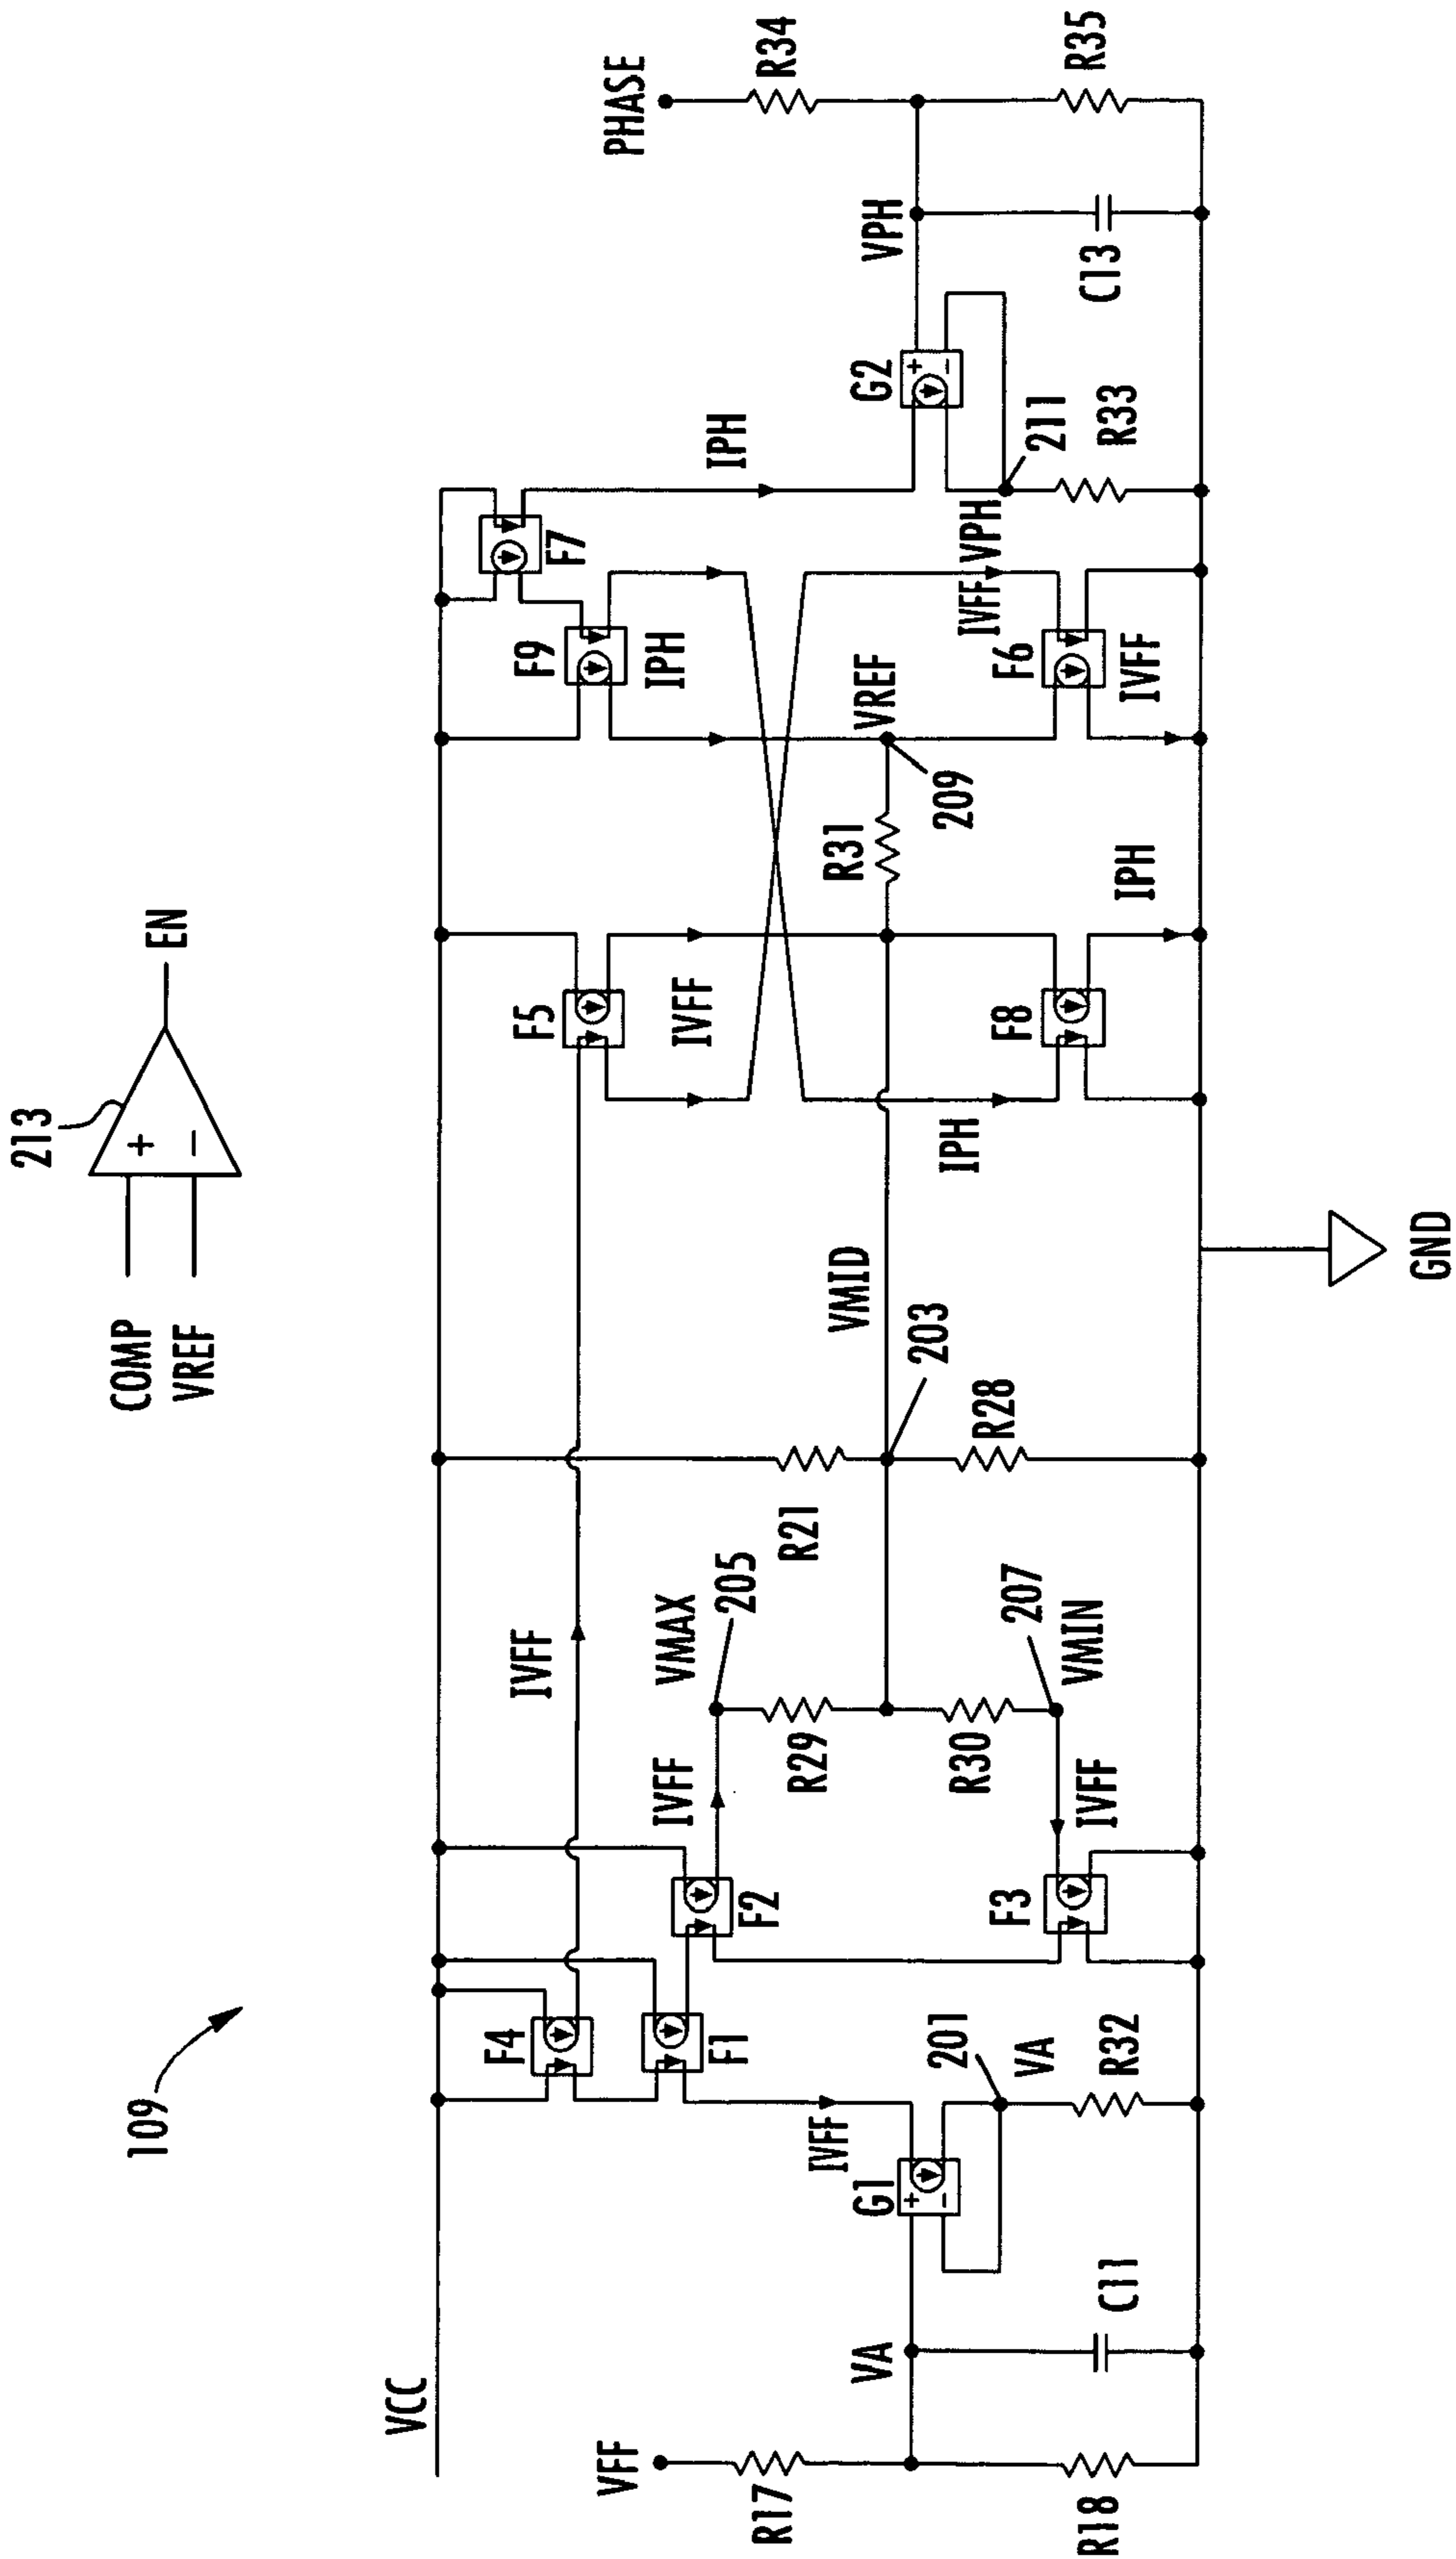 109
213
COMP
VREF
+
−
EN
VCC
VFF
R17
R18
VA
C11
G1
+
−
IVFF
201
VA
R32
F4
F1
F2
F3
IVFF
IVFF
IVFF
VMAX
205
R29
R30
207
VMIN
R21
R28
VMID
203
GND
F5
IVFF
IPH
F8
IPH
R31
VREF
209
F9
IPH
F7
IVFF
VPH
F6
IVFF
IPH
G2
+
−
211
R33
VPH
C13
PHASE
R34
R35